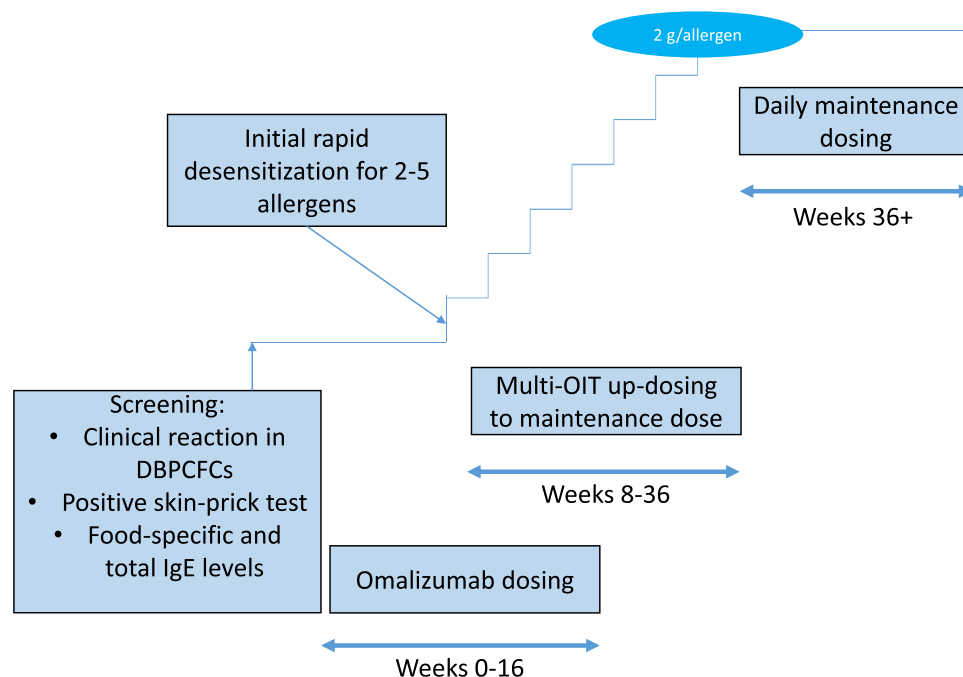 2 g/allergen
Daily maintenance
dosing
Weeks 36+
Initial rapid
desensitization for 2-5
allergens
Multi-OIT up-dosing
to maintenance dose
Weeks 8-36
Screening:
• Clinical reaction in
DBPCFCs
• Positive skin-prick test
• Food-specific and
total IgE levels
Omalizumab dosing
Weeks 0-16